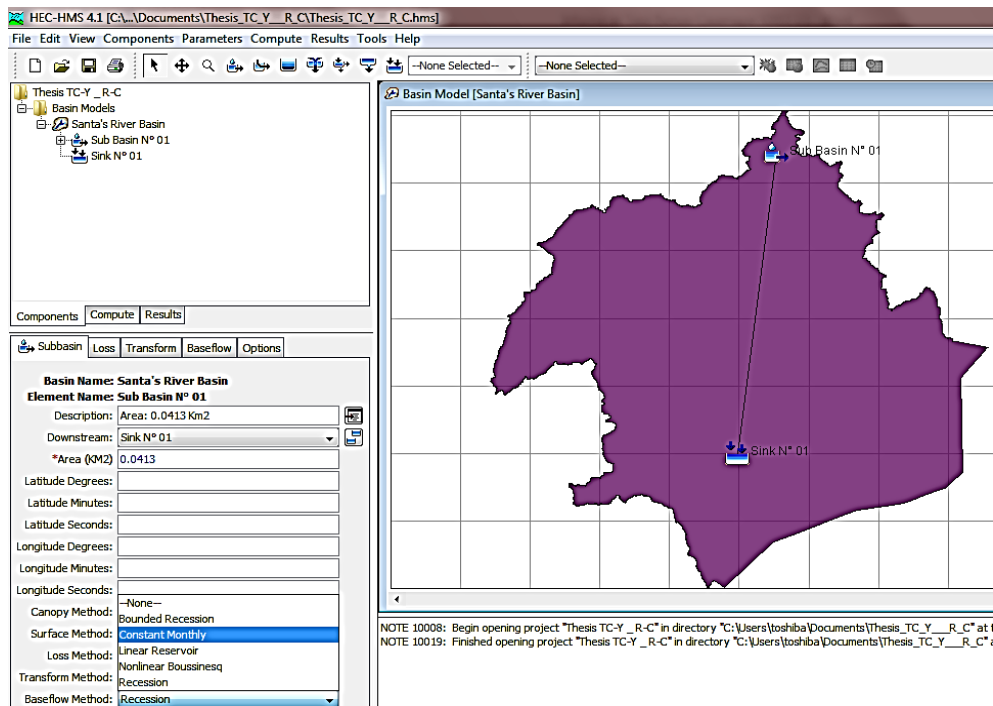 HEC-HMS 4.1 [C:\...\Documents\Thesis_TC_Y__R_C\Thesis_TC_Y__R_C.hms]
File Edit View Components Parameters Compute Results Tools Help
--None Selected-- --None Selected--
Thesis TC-Y _ R-C
Basin Models
Santa's River Basin
Sub Basin N° 01
Sink N° 01
Components Compute Results
Subbasin Loss Transform Baseflow Options
Basin Name: Santa's River Basin
Element Name: Sub Basin N° 01
Description: Area: 0.0413 Km2
Downstream: Sink N° 01
*Area (KM2) 0.0413
Latitude Degrees:
Latitude Minutes:
Latitude Seconds:
Longitude Degrees:
Longitude Minutes:
Longitude Seconds:
Canopy Method:
Surface Method:
Loss Method:
Transform Method:
Baseflow Method: Recession
--None--
Bounded Recession
Constant Monthly
Linear Reservoir
Nonlinear Boussinesq
Recession
Basin Model [Santa's River Basin]
Sub Basin N° 01
Sink N° 01
NOTE 10008: Begin opening project "Thesis TC-Y _ R-C" in directory "C:\Users\toshiba\Documents\Thesis_TC_Y___R_C" at
NOTE 10019: Finished opening project "Thesis TC-Y _ R-C" in directory "C:\Users\toshiba\Documents\Thesis_TC_Y___R_C"